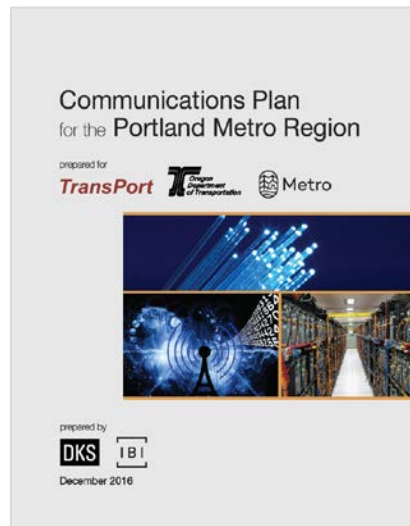 Communications Plan
for the Portland Metro Region
prepared for
TransPort
Oregon
Department
of Transportation
Metro
prepared by
DKS
IBI
December 2016